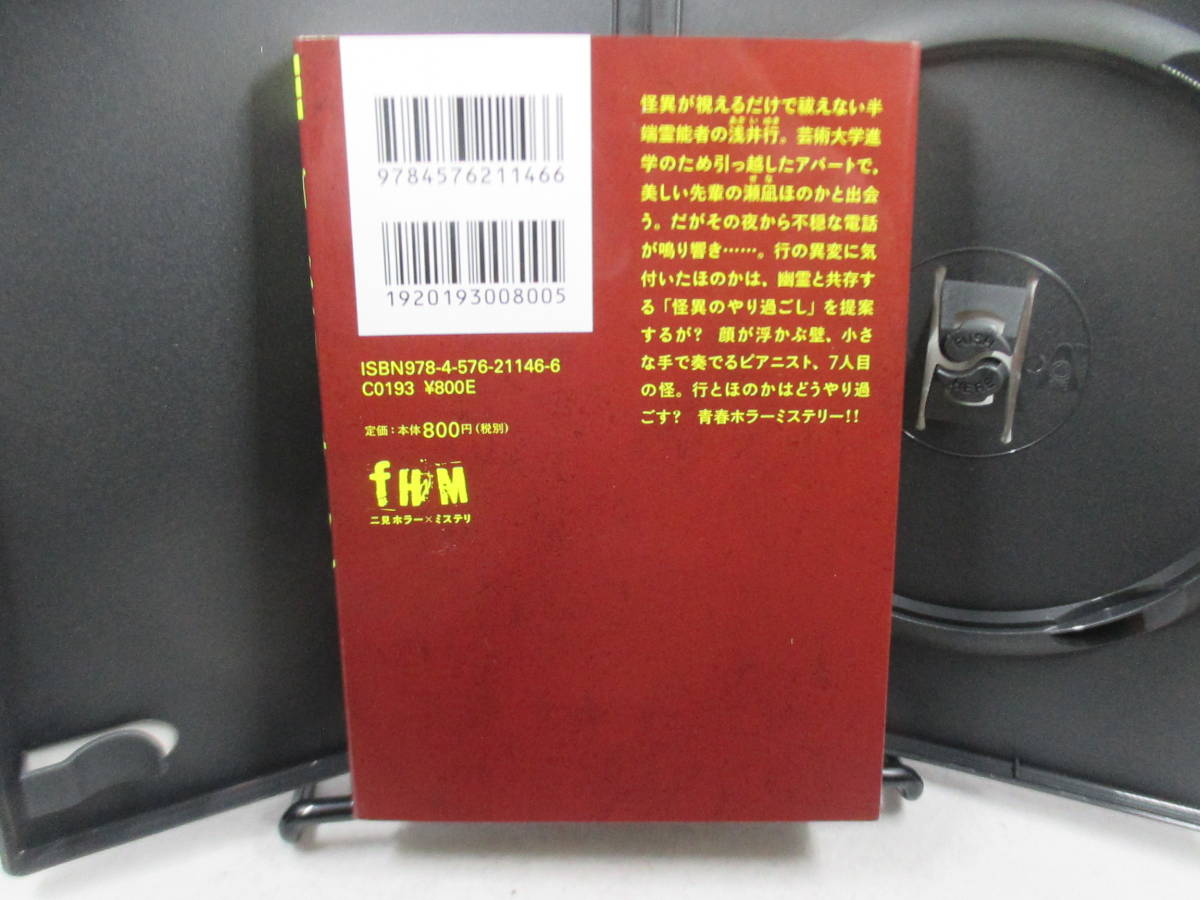 9784576211466
1920193008005
ISBN978-4-576-21146-6
C0193 ¥800E
定価：本体800円（税別）
fHM
二見ホラー×ミステリ
怪異が視えるだけで祓えない半
端霊能者の浅井行。芸術大学進
あさい ゆき
学のため引っ越したアパートで、
美しい先輩の瀬凪ほのかと出会
せな
う。だがその夜から不穏な電話
が鳴り響き……。行の異変に気
付いたほのかは、幽霊と共存す
る「怪異のやり過ごし」を提案
するが？ 顔が浮かぶ壁、小さ
な手で奏でるピアニスト、7人目
の怪。行とほのかはどうやり過
ごす？ 青春ホラーミステリー!!
PUSH
HERE